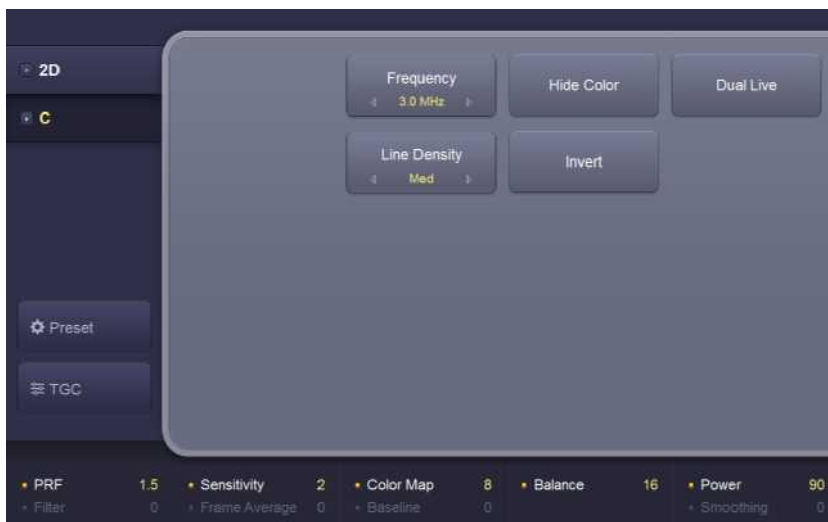 2D
C
Frequency
3.0 MHz
Hide Color
Dual Live
Line Density
Med
Invert
Preset
TGC
PRF 1.5
Sensitivity 2
Color Map 8
Balance 16
Power 90
Filter 0
Frame Average 0
Baseline 0
Smoothing 0